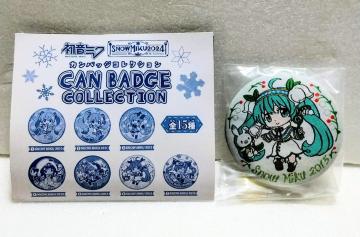 初音ミク
SNOW MIKU 2024
カンバッジコレクション
CAN BADGE
COLLECTION
全15種
Snow Miku 2015